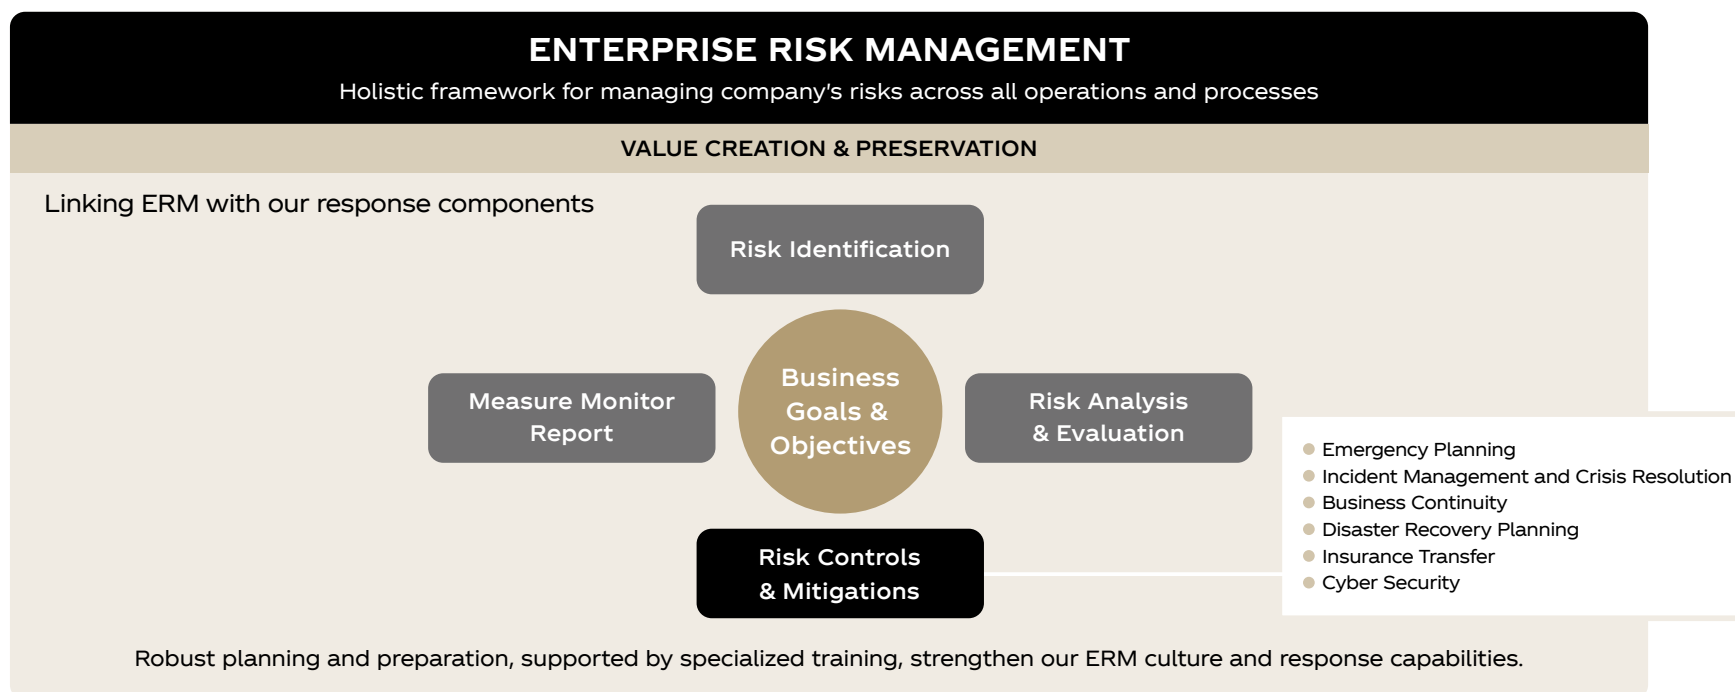 ENTERPRISE RISK MANAGEMENT
Holistic framework for managing company's risks across all operations and processes
VALUE CREATION & PRESERVATION
Linking ERM with our response components
Risk Identification
Business
Goals &
Objectives
Measure Monitor
Report
Risk Analysis
& Evaluation
Risk Controls
& Mitigations
Emergency Planning
Incident Management and Crisis Resolution
Business Continuity
Disaster Recovery Planning
Insurance Transfer
Cyber Security
Robust planning and preparation, supported by specialized training, strengthen our ERM culture and response capabilities.